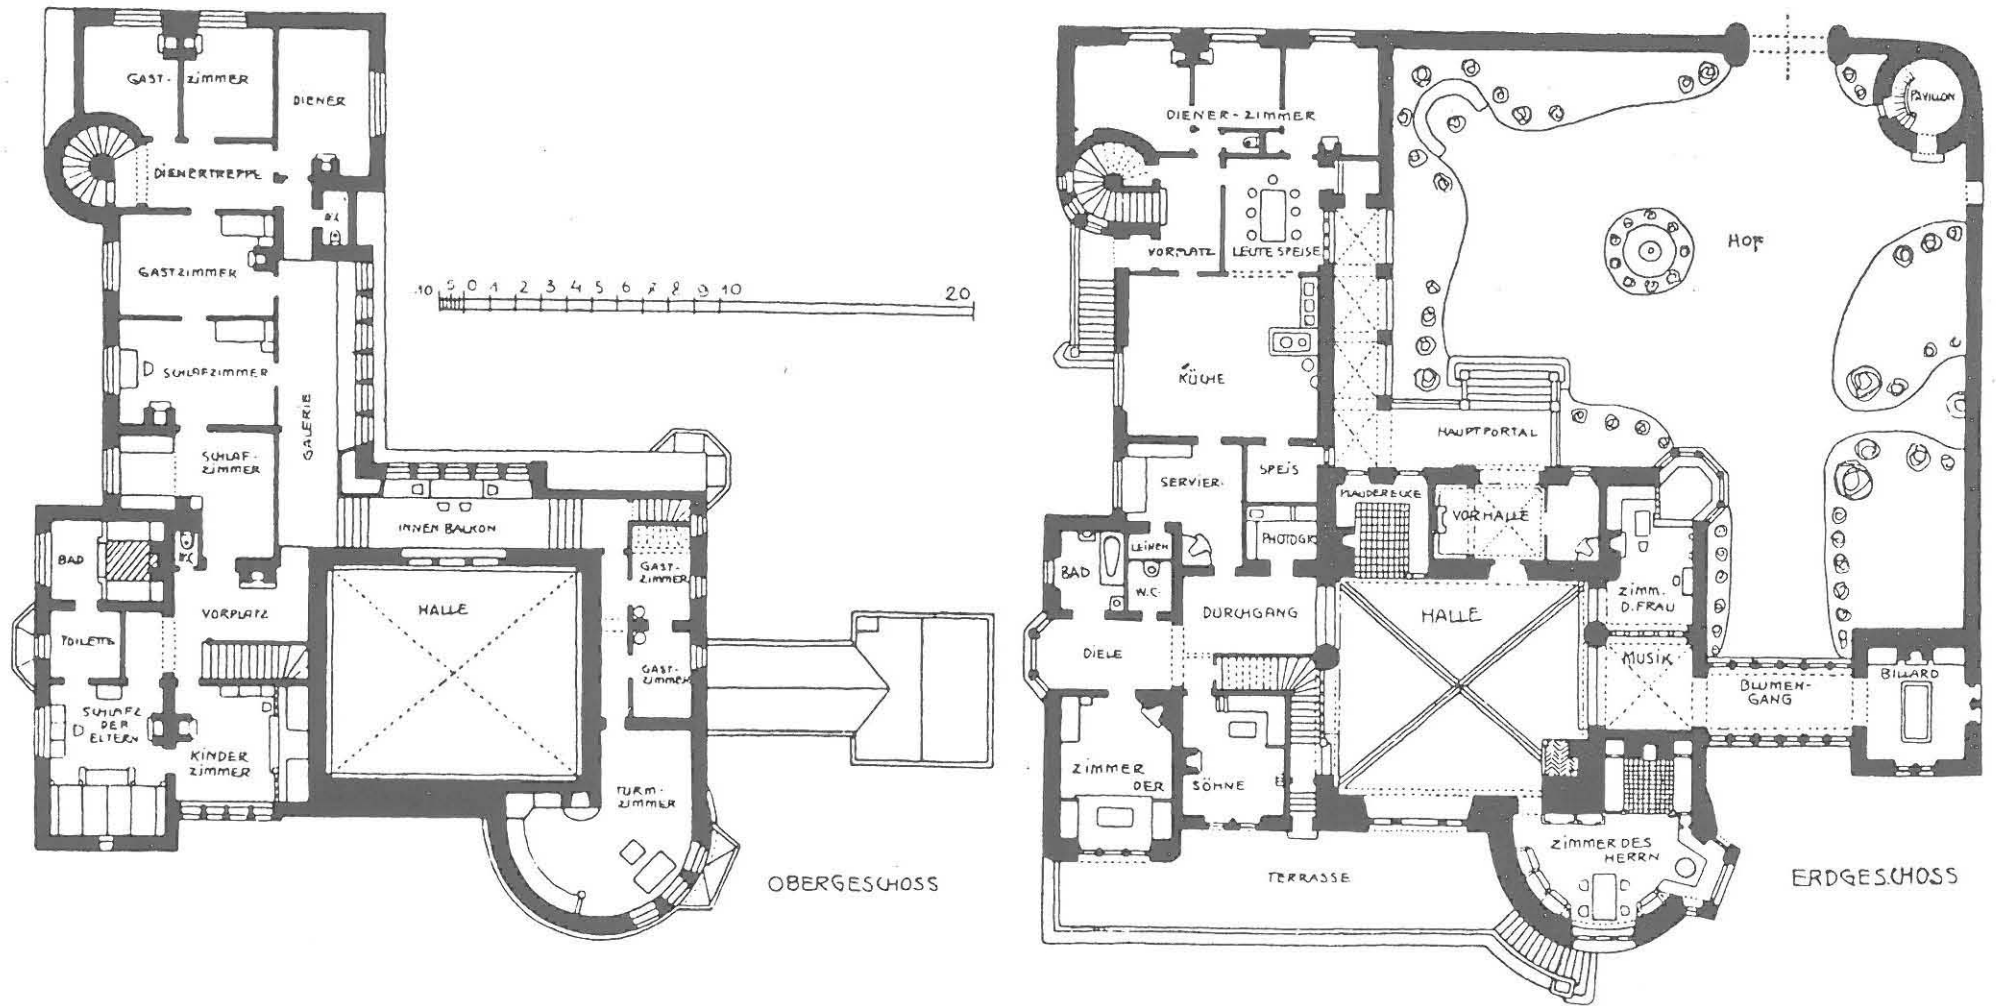 GAST- ZIMMER
DIENER
DIENERTREPPE
GASTZIMMER
SCHLAFZIMMER
GALERIE
SCHLAF-
ZIMMER
INNEN BALKON
BAD
W.C.
GAST-
ZIMMER
VORPLATZ
HALLE
TOILETTE
GAST-
ZIMMER
SCHLAFZ
DER
ELTERN
KINDER
ZIMMER
TURM-
ZIMMER
OBERGESCHOSS
10 5 0 1 2 3 4 5 6 7 8 9 10 20
PAVILLON
DIENER-ZIMMER
HOF
VORPLATZ
LEUTE SPEISE
KÜCHE
HAUPTPORTAL
SPEIS
SERVIER-
PLAUDERECKE
VORHALLE
LEINEN
PHOTOGR.
BAD
W.C.
ZIMM.
D. FRAU
DURCHGANG
HALLE
DIELE
MUSIK
BILLARD
BLUMEN-
GANG
ZIMMER
DER
SÖHNE
ZIMMER DES
HERRN
TERRASSE
ERDGESCHOSS